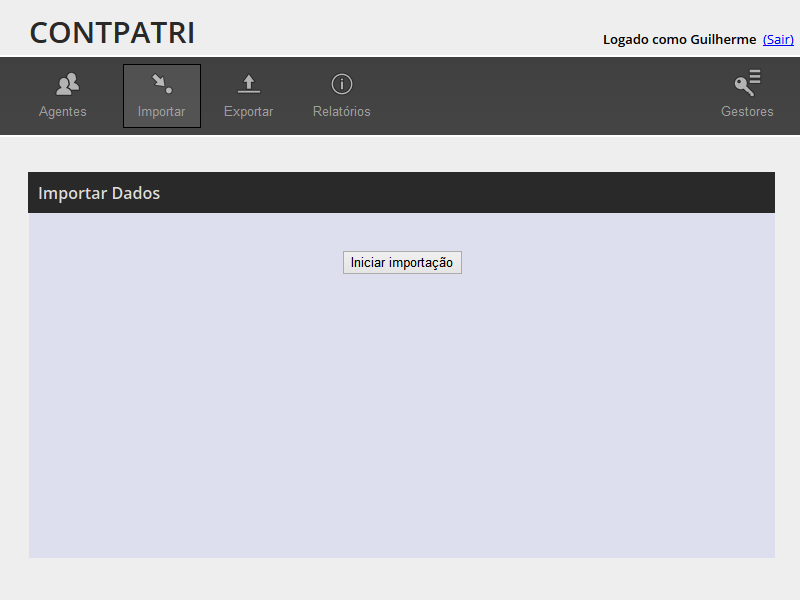 CONTPATRI
Logado como Guilherme (Sair)
Agentes
Importar
Exportar
Relatórios
Gestores
Importar Dados
Iniciar importação